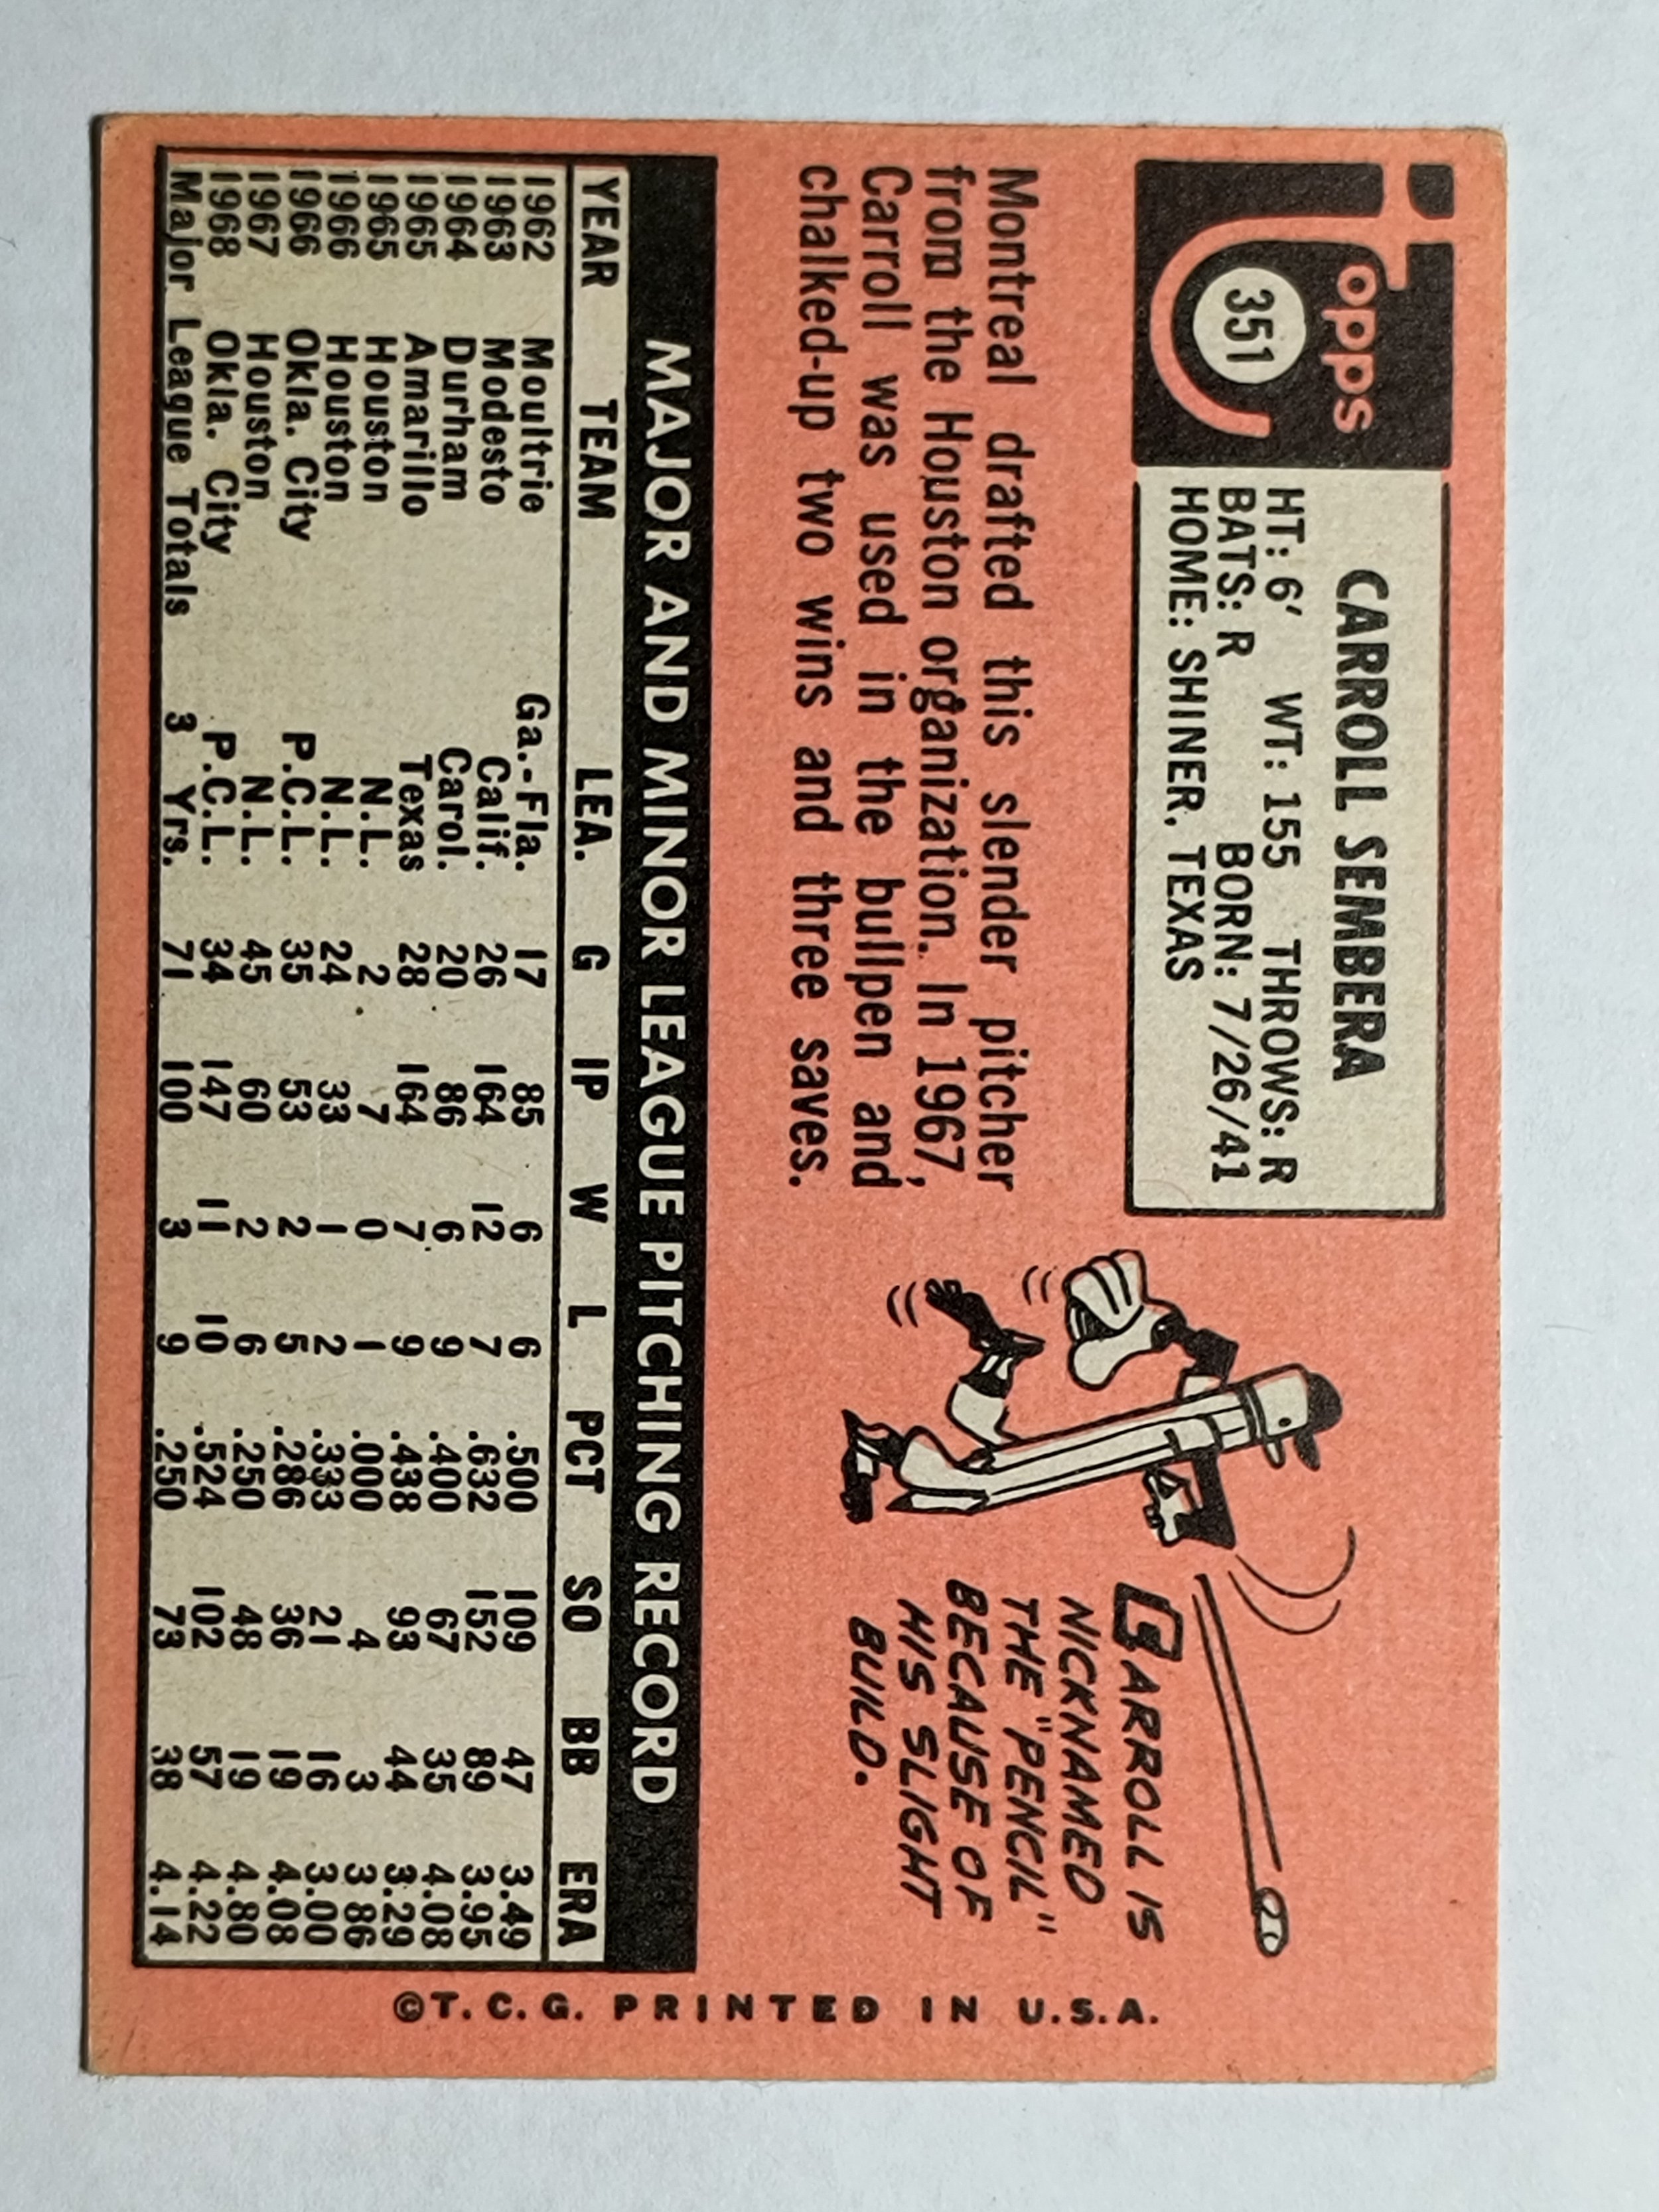 Topps
351
CARROLL SEMBERA
HT: 6' WT: 155 THROWS: R
BATS: R BORN: 7/26/41
HOME: SHINER, TEXAS
Montreal drafted this slender pitcher
from the Houston organization. In 1967,
Carroll was used in the bullpen and
chalked-up two wins and three saves.
CARROLL IS
NICKNAMED
THE "PENCIL"
BECAUSE OF
HIS SLIGHT
BUILD.
MAJOR AND MINOR LEAGUE PITCHING RECORD
YEAR TEAM LEA. G IP W L PCT SO BB ERA
1962 Moultrie Ga.-Fla. 17 85 6 6 .500 109 47 3.49
1963 Modesto Calif. 26 164 12 7 .632 152 89 3.95
1964 Durham Carol. 20 86 6 9 .400 67 35 4.08
1965 Amarillo Texas 28 164 7 9 .438 93 44 3.29
1965 Houston N.L. 2 7 0 1 .000 4 3 3.86
1966 Houston N.L. 24 33 1 2 .333 21 16 3.00
1966 Okla. City P.C.L. 35 53 2 5 .286 36 19 4.08
1967 Houston N.L. 45 60 2 6 .250 48 19 4.80
1968 Okla. City P.C.L. 34 147 11 10 .524 102 57 4.22
Major League Totals 3 Yrs. 71 100 3 9 .250 73 38 4.14
©T.C.G. PRINTED IN U.S.A.